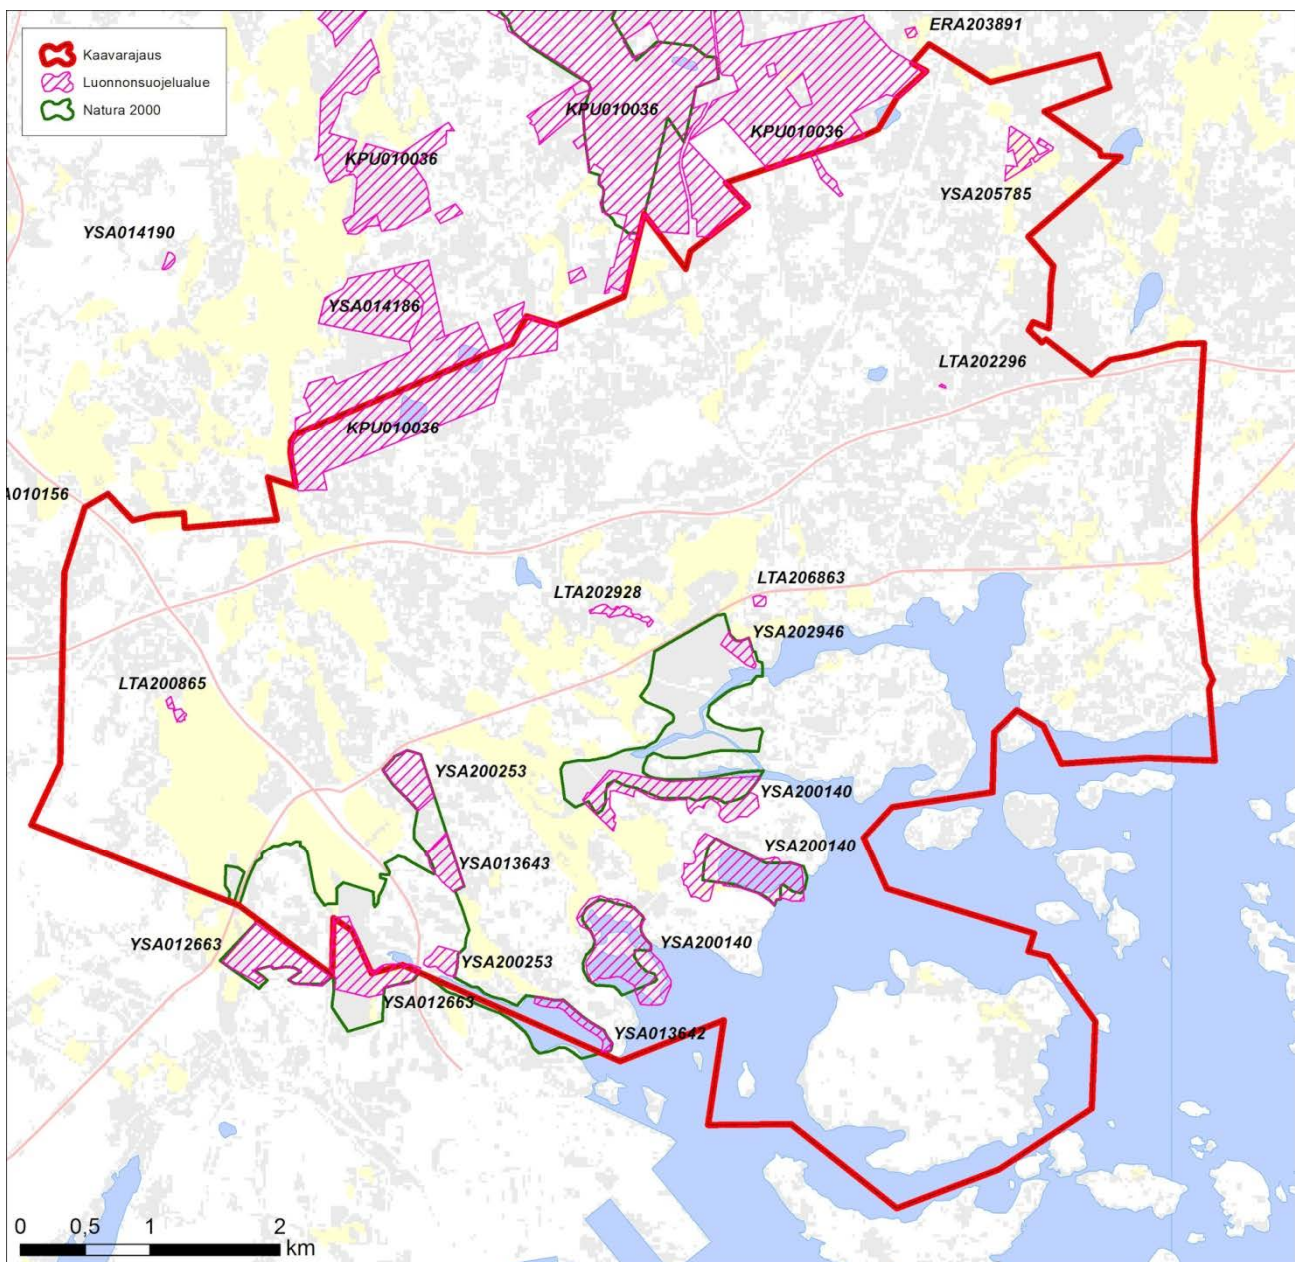 Kaavarajaus
Luonnonsuojelualue
Natura 2000
ERA203891
KPU010036
KPU010036
KPU010036
YSA205785
YSA014190
YSA014186
LTA202296
KPU010036
A010156
LTA202928
LTA206863
YSA202946
LTA200865
YSA200253
YSA200140
YSA200140
YSA013643
YSA012663
YSA200140
YSA200253
YSA012663
YSA013642
0 0,5 1 2
km